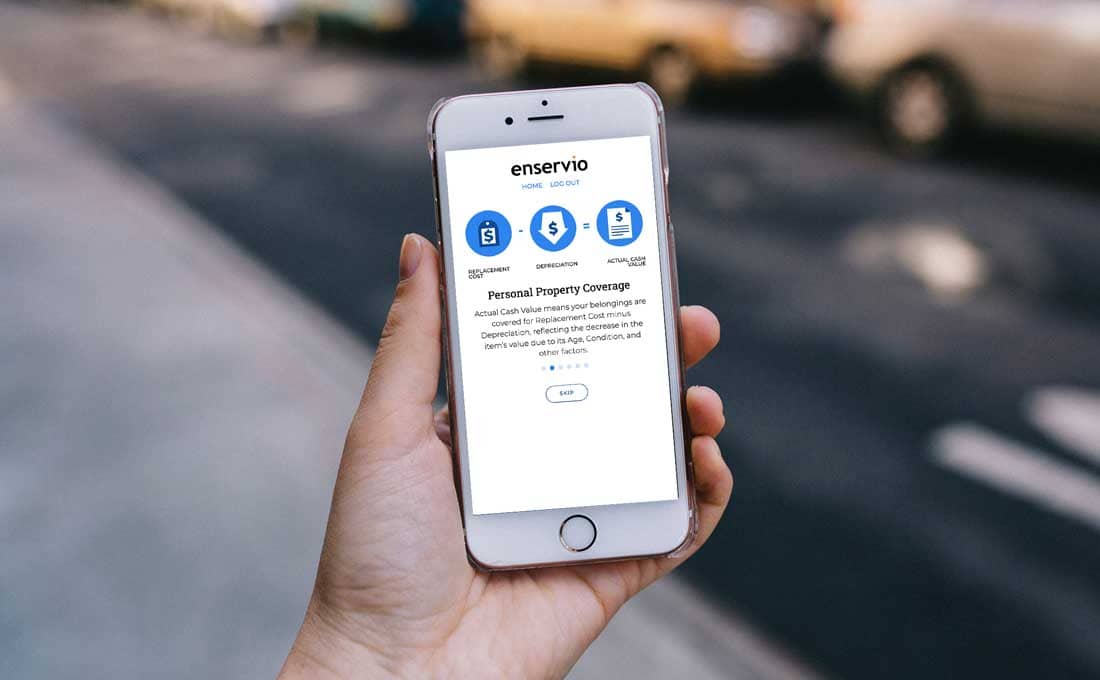 enservio
HOME LOG OUT
$ - $ = $
REPLACEMENT
COST
DEPRECIATION
ACTUAL CASH
VALUE
Personal Property Coverage
Actual Cash Value means your belongings are
covered for Replacement Cost minus
Depreciation, reflecting the decrease in the
item's value due to its Age, Condition, and
other factors.
SKIP